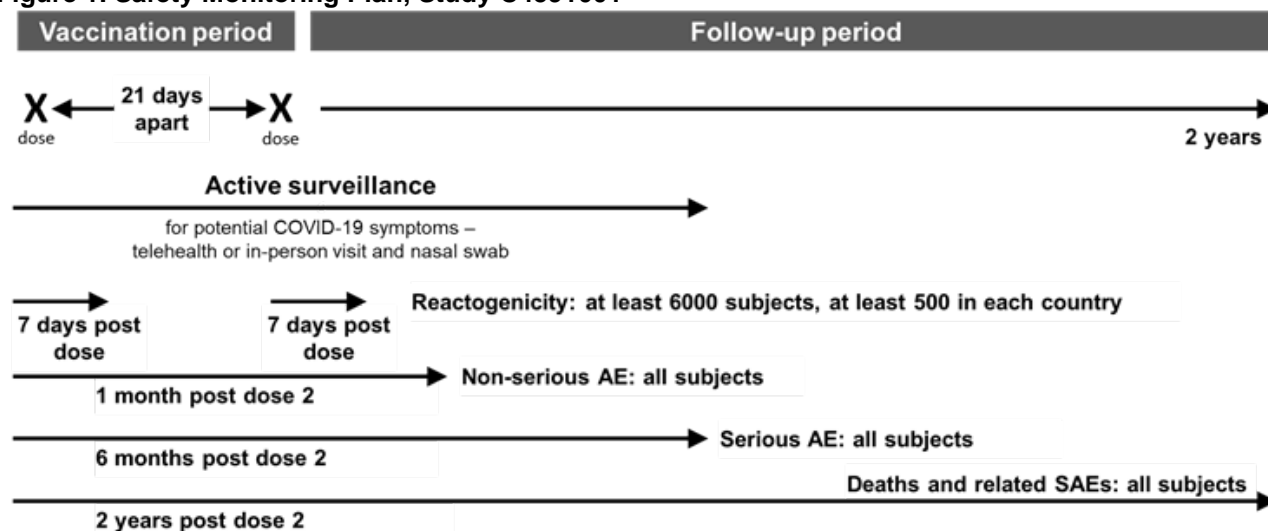 Vaccination period
Follow-up period
X
21 days
apart
X
dose
dose
2 years
Active surveillance
for potential COVID-19 symptoms –
telehealth or in-person visit and nasal swab
Reactogenicity: at least 6000 subjects, at least 500 in each country
7 days post
dose
7 days post
dose
Non-serious AE: all subjects
1 month post dose 2
Serious AE: all subjects
6 months post dose 2
Deaths and related SAEs: all subjects
2 years post dose 2